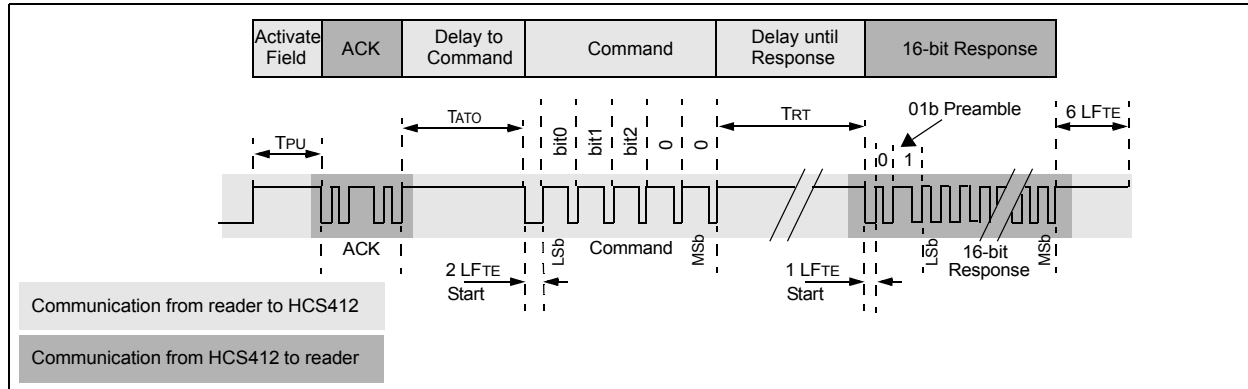 Activate Field
ACK
Delay to Command
Command
Delay until Response
16-bit Response
TPU
TATO
bit0
bit1
bit2
0
0
TRT
01b Preamble
0
1
6 LFTE
ACK
LSb
Command
MSb
LSb
16-bit
Response
MSb
2 LFTE
Start
1 LFTE
Start
Communication from reader to HCS412
Communication from HCS412 to reader